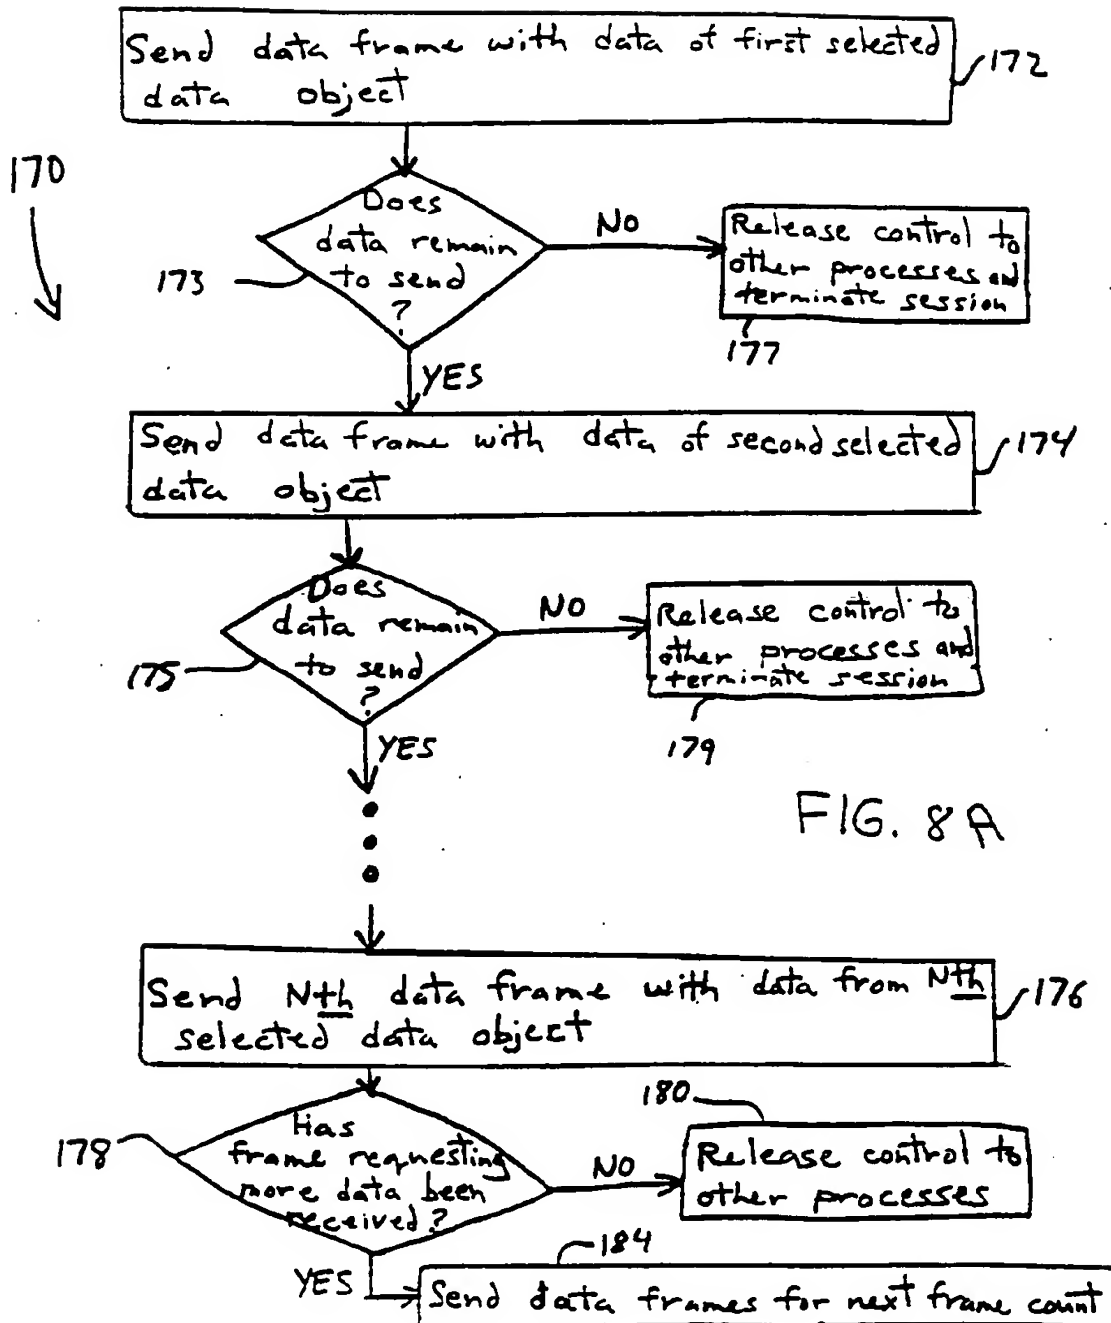 Send data frame with data of first selected
data object
172
170
Does
data remain
to send
?
173
NO
Release control to
other processes and
terminate session
177
YES
Send data frame with data of second selected
data object
174
Does
data remain
to send
?
175
NO
Release control to
other processes and
terminate session
179
YES
FIG. 8A
Send Nth data frame with data from Nth
selected data object
176
Has
frame requesting
more data been
received?
178
NO
180
Release control to
other processes
YES
184
Send data frames for next frame count